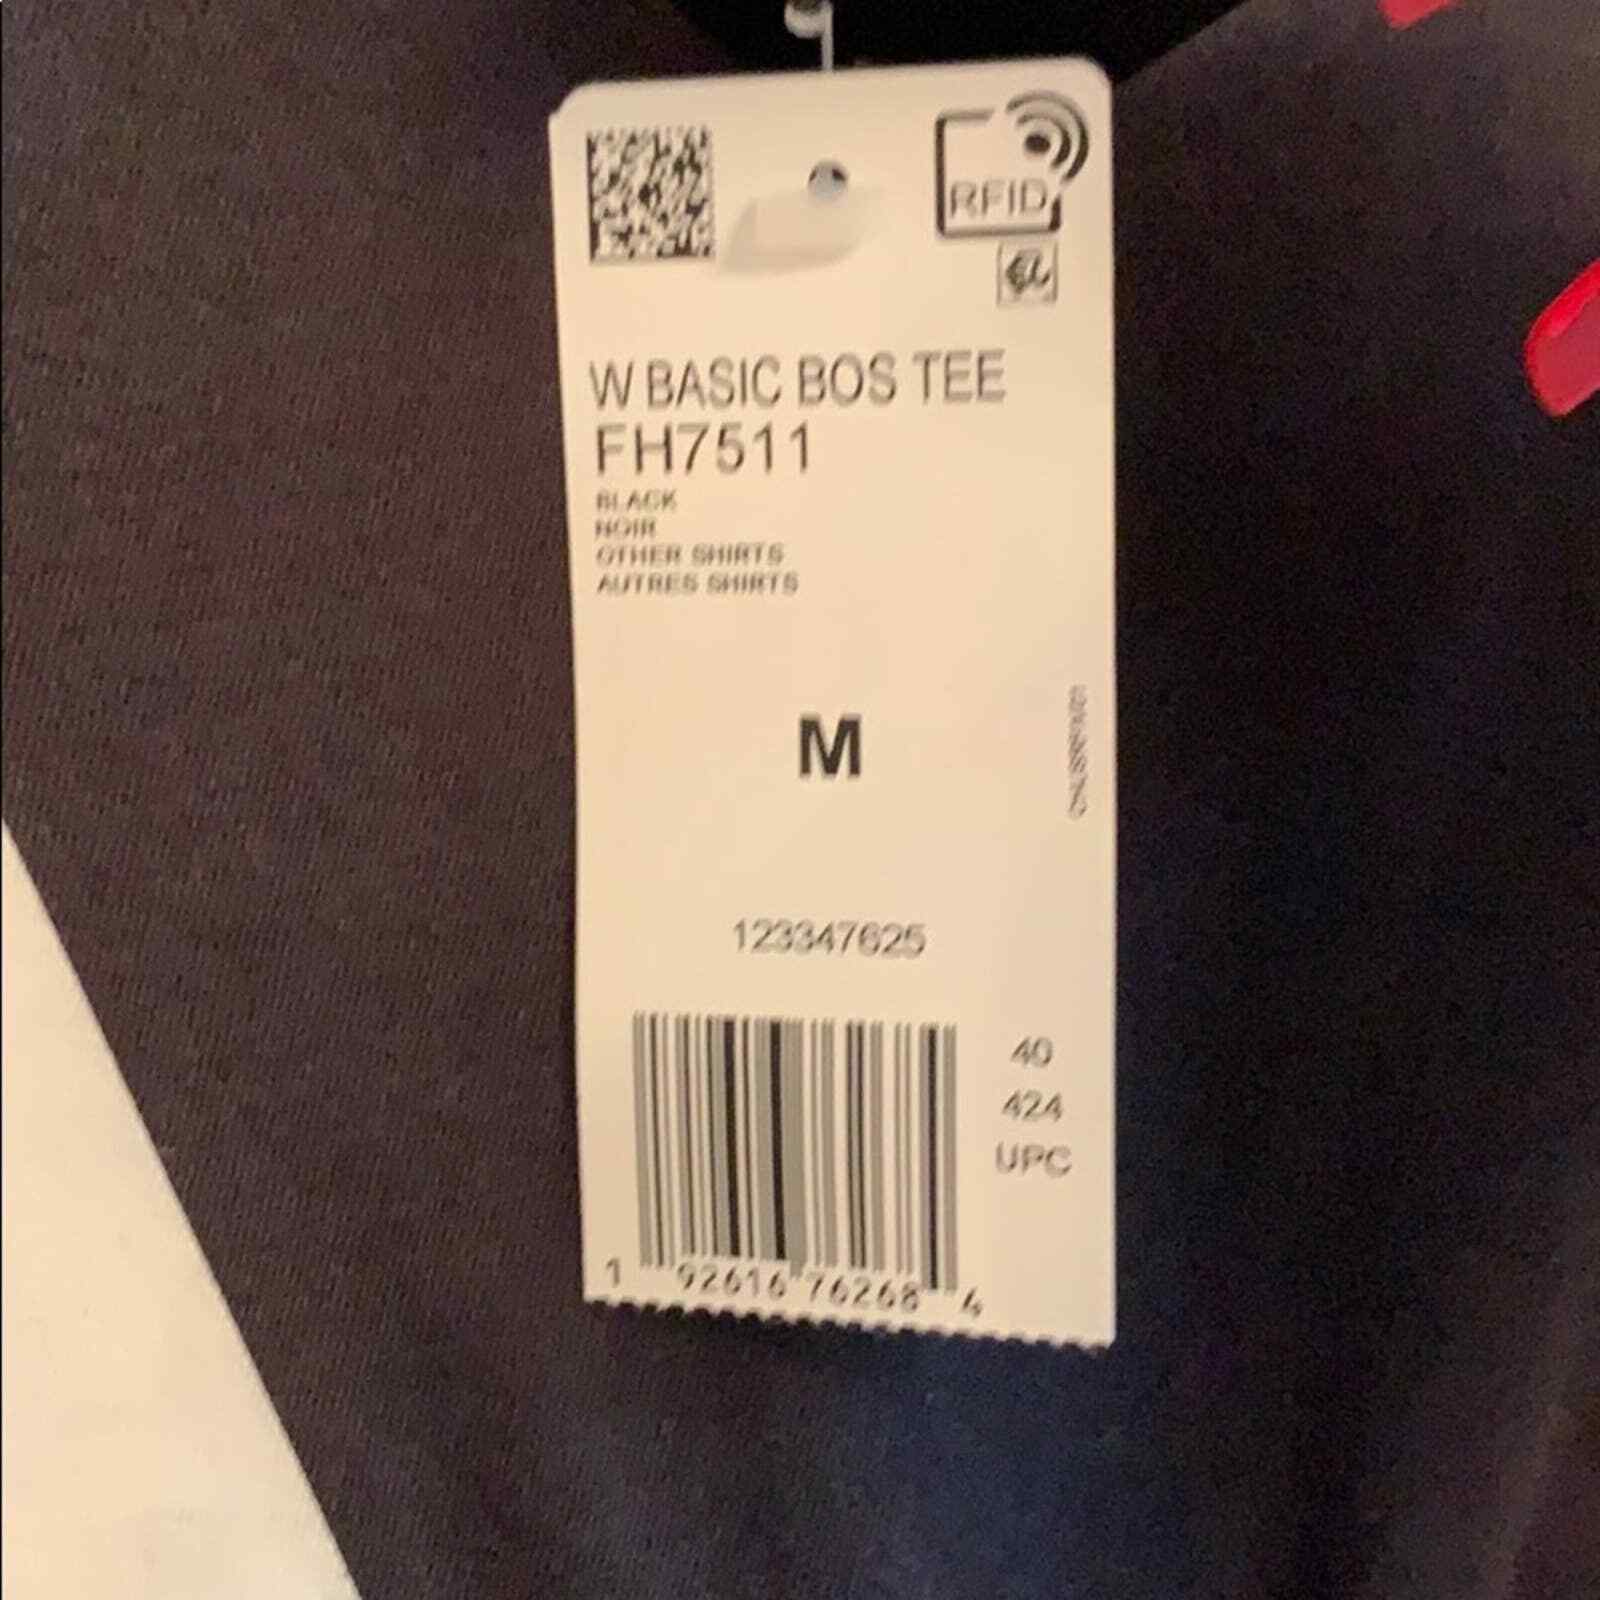 RFID
W BASIC BOS TEE
FH7511
BLACK
NOIR
OTHER SHIRTS
AUTRES SHIRTS
M
123347625
40
424
UPC
1 92616 76268 4